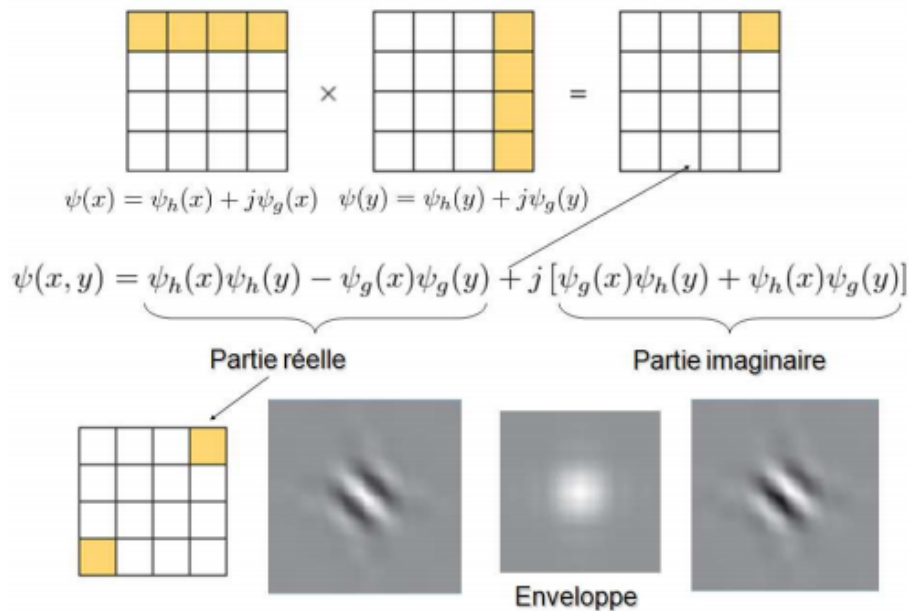 × =
ψ(x) = ψ_h(x) + jψ_g(x) ψ(y) = ψ_h(y) + jψ_g(y)
ψ(x, y) = ψ_h(x)ψ_h(y) − ψ_g(x)ψ_g(y) + j [ψ_g(x)ψ_h(y) + ψ_h(x)ψ_g(y)]
Partie réelle Partie imaginaire
Enveloppe